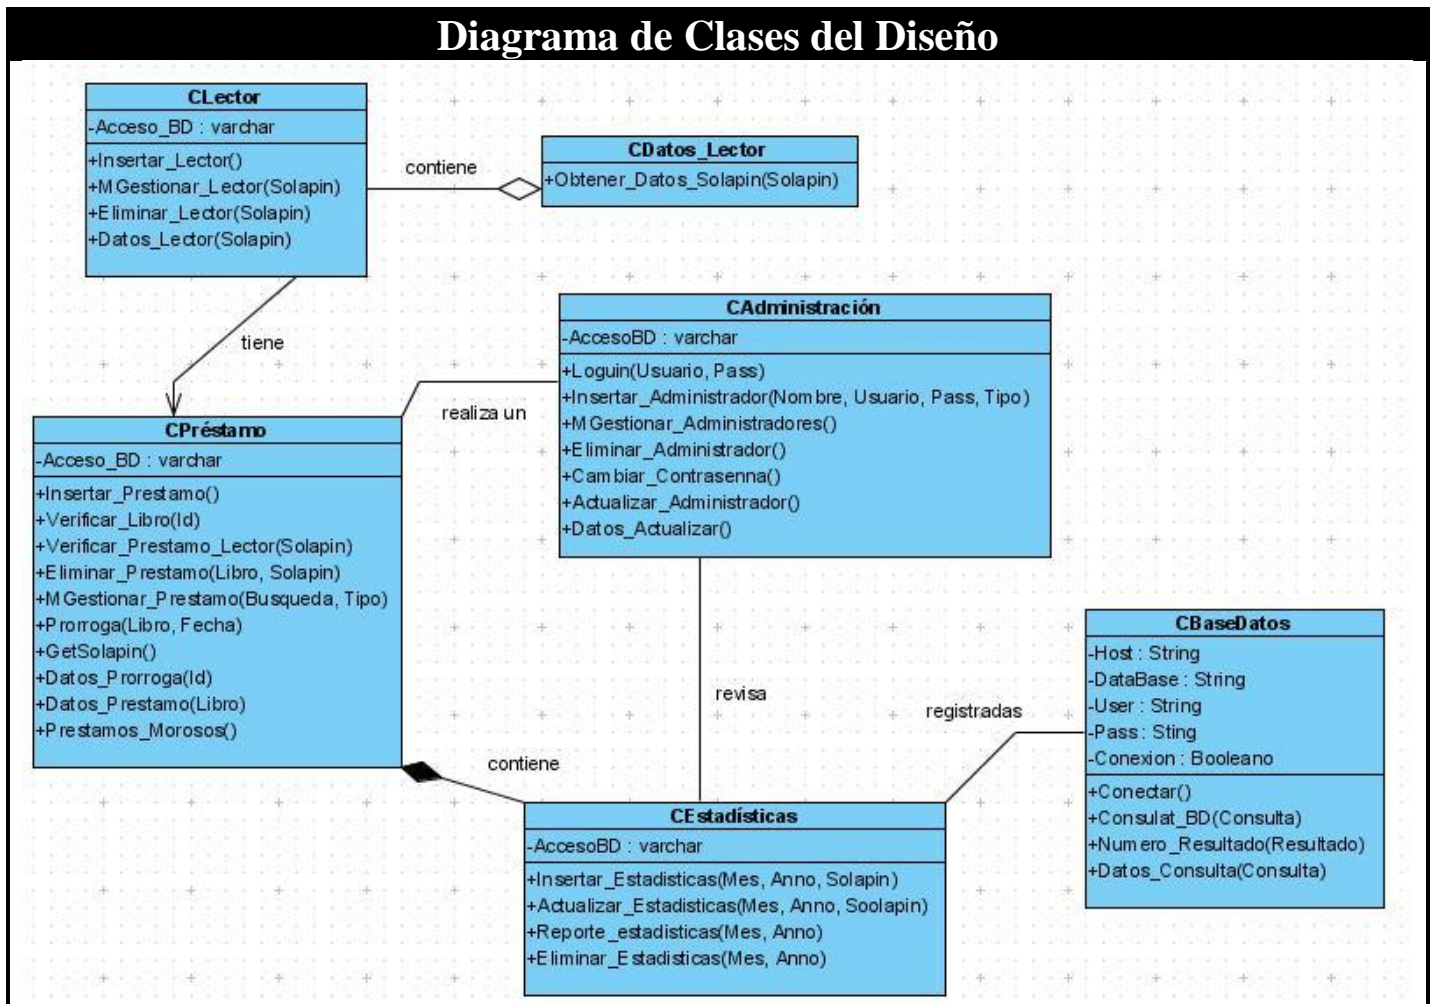 Diagrama de Clases del Diseño
CLector
-Acceso_BD : varchar
+Insertar_Lector()
+MGestionar_Lector(Solapin)
+Eliminar_Lector(Solapin)
+Datos_Lector(Solapin)
contiene
CDatos_Lector
+Obtener_Datos_Solapin(Solapin)
tiene
CAdministración
-AccesoBD : varchar
+Loguin(Usuario, Pass)
+Insertar_Administrador(Nombre, Usuario, Pass, Tipo)
+MGestionar_Administradores()
+Eliminar_Administrador()
+Cambiar_Contrasenna()
+Actualizar_Administrador()
+Datos_Actualizar()
realiza un
CPréstamo
-Acceso_BD : varchar
+Insertar_Prestamo()
+Verificar_Libro(Id)
+Verificar_Prestamo_Lector(Solapin)
+Eliminar_Prestamo(Libro, Solapin)
+MGestionar_Prestamo(Busqueda, Tipo)
+Prorroga(Libro, Fecha)
+GetSolapin()
+Datos_Prorroga(Id)
+Datos_Prestamo(Libro)
+Prestamos_Morosos()
revisa
registradas
CBaseDatos
-Host : String
-DataBase : String
-User : String
-Pass : Sting
-Conexion : Booleano
+Conectar()
+Consulat_BD(Consulta)
+Numero_Resultado(Resultado)
+Datos_Consulta(Consulta)
contiene
CEstadísticas
-AccesoBD : varchar
+Insertar_Estadisticas(Mes, Anno, Solapin)
+Actualizar_Estadisticas(Mes, Anno, Soolapin)
+Reporte_estadisticas(Mes, Anno)
+Eliminar_Estadisticas(Mes, Anno)